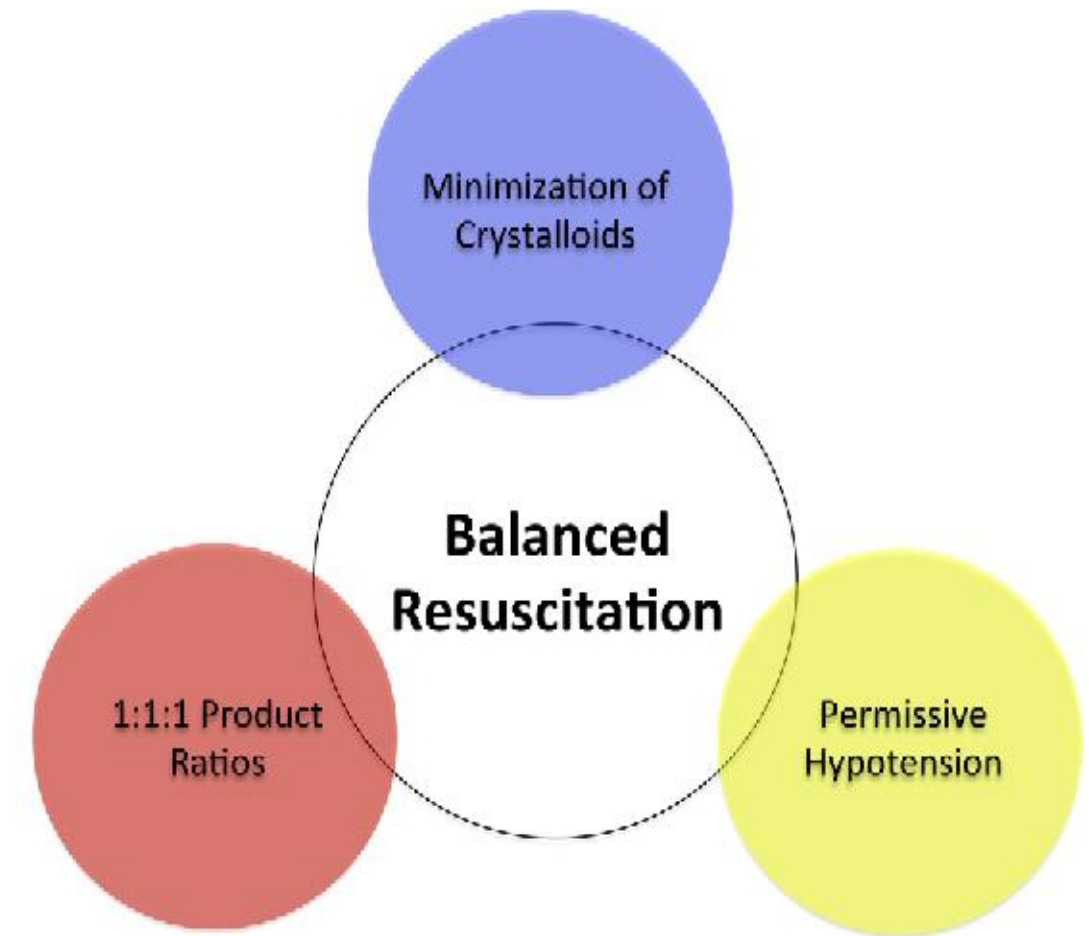 Minimization of
Crystalloids
Balanced
Resuscitation
1:1:1 Product
Ratios
Permissive
Hypotension